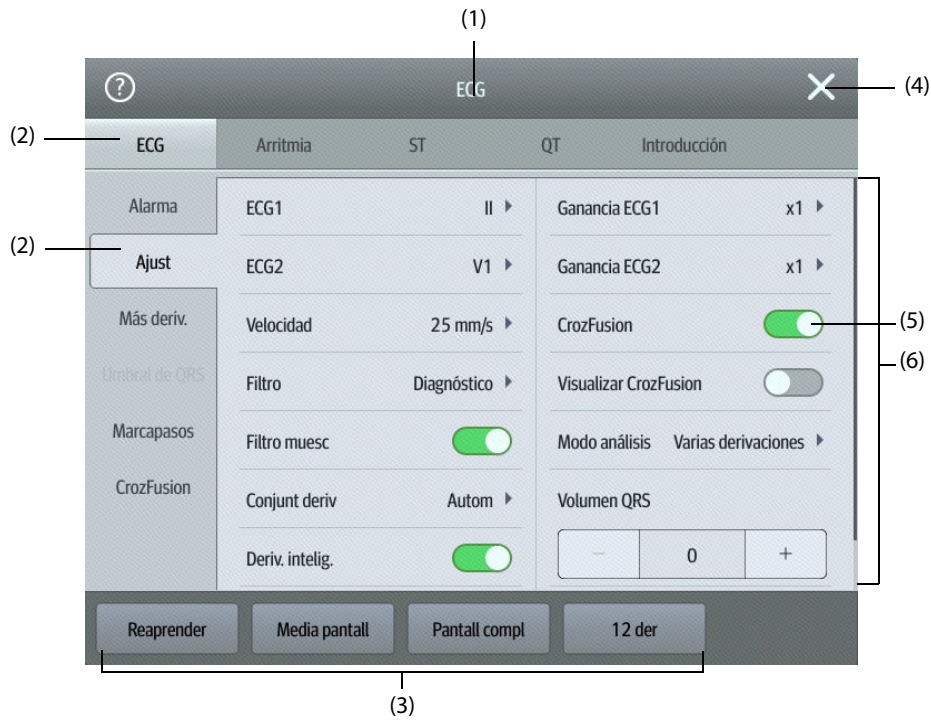 (1)
? ECG (4)
(2) ECG Arritmia ST QT Introducción
Alarma ECG1 II Ganancia ECG1 x1
(2) Ajust ECG2 V1 Ganancia ECG2 x1
Más deriv. Velocidad 25 mm/s CrozFusion (5)
(6)
Umbral de QRS Filtro Diagnóstico Visualizar CrozFusion
Marcapasos Filtro muesc Modo análisis Varias derivaciones
CrozFusion Conjunt deriv Autom Volumen QRS
Deriv. intelig. − 0 +
Reaprender Media pantall Pantall compl 12 der
(3)